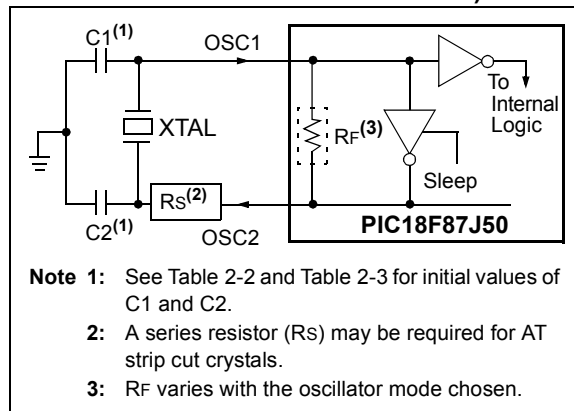 C1(1)
OSC1
To
Internal
Logic
XTAL
RF(3)
Sleep
C2(1)
RS(2)
OSC2
PIC18F87J50
Note 1: See Table 2-2 and Table 2-3 for initial values of
C1 and C2.
2: A series resistor (RS) may be required for AT
strip cut crystals.
3: RF varies with the oscillator mode chosen.